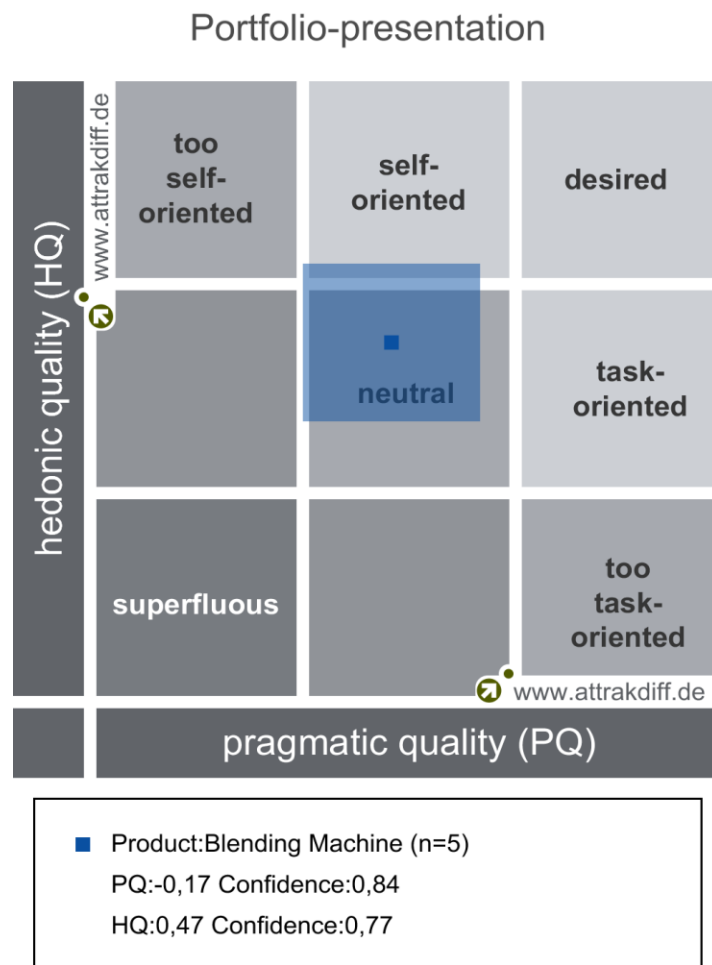 Portfolio-presentation
www.attrakdiff.de
hedonic quality (HQ)
too
self-
oriented
self-
oriented
desired
neutral
task-
oriented
superfluous
too
task-
oriented
www.attrakdiff.de
pragmatic quality (PQ)
Product:Blending Machine (n=5)
PQ:-0,17 Confidence:0,84
HQ:0,47 Confidence:0,77